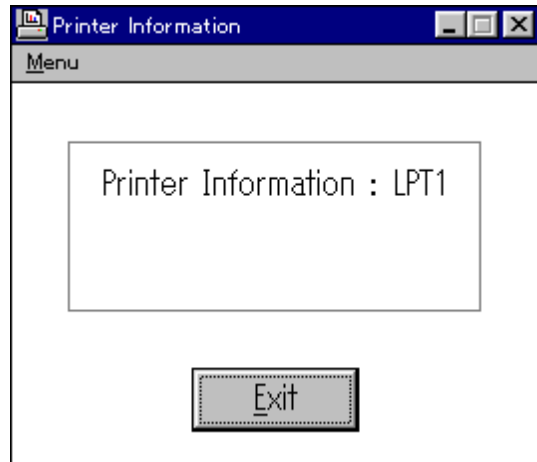 Printer Information
Menu
Printer Information : LPT1
Exit